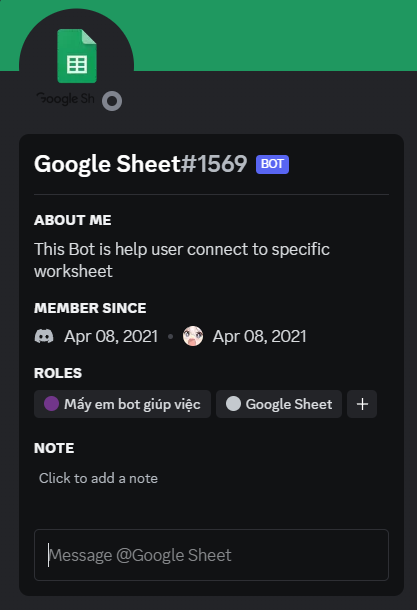 Google Sh
Google Sheet#1569 BOT
ABOUT ME
This Bot is help user connect to specific
worksheet
MEMBER SINCE
Apr 08, 2021 • Apr 08, 2021
ROLES
Mấy em bot giúp việc Google Sheet +
NOTE
Click to add a note
Message @Google Sheet